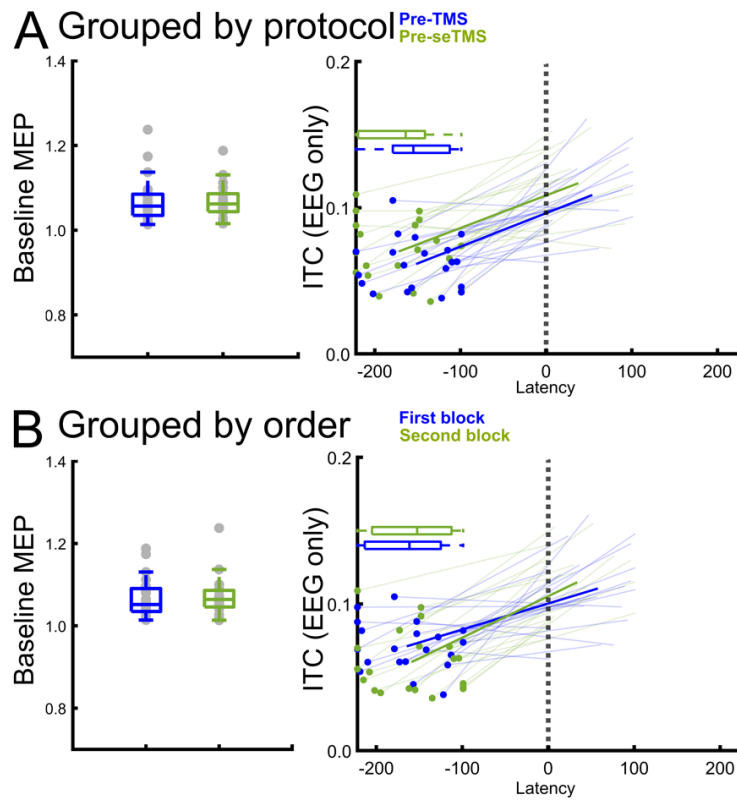 A Grouped by protocol
Pre-TMS
Pre-seTMS
Baseline MEP
1.4
1.2
1.0
0.8
ITC (EEG only)
0.2
0.1
0.0
-200 -100 0 100 200
Latency
B Grouped by order
First block
Second block
Baseline MEP
1.4
1.2
1.0
0.8
ITC (EEG only)
0.2
0.1
0.0
-200 -100 0 100 200
Latency